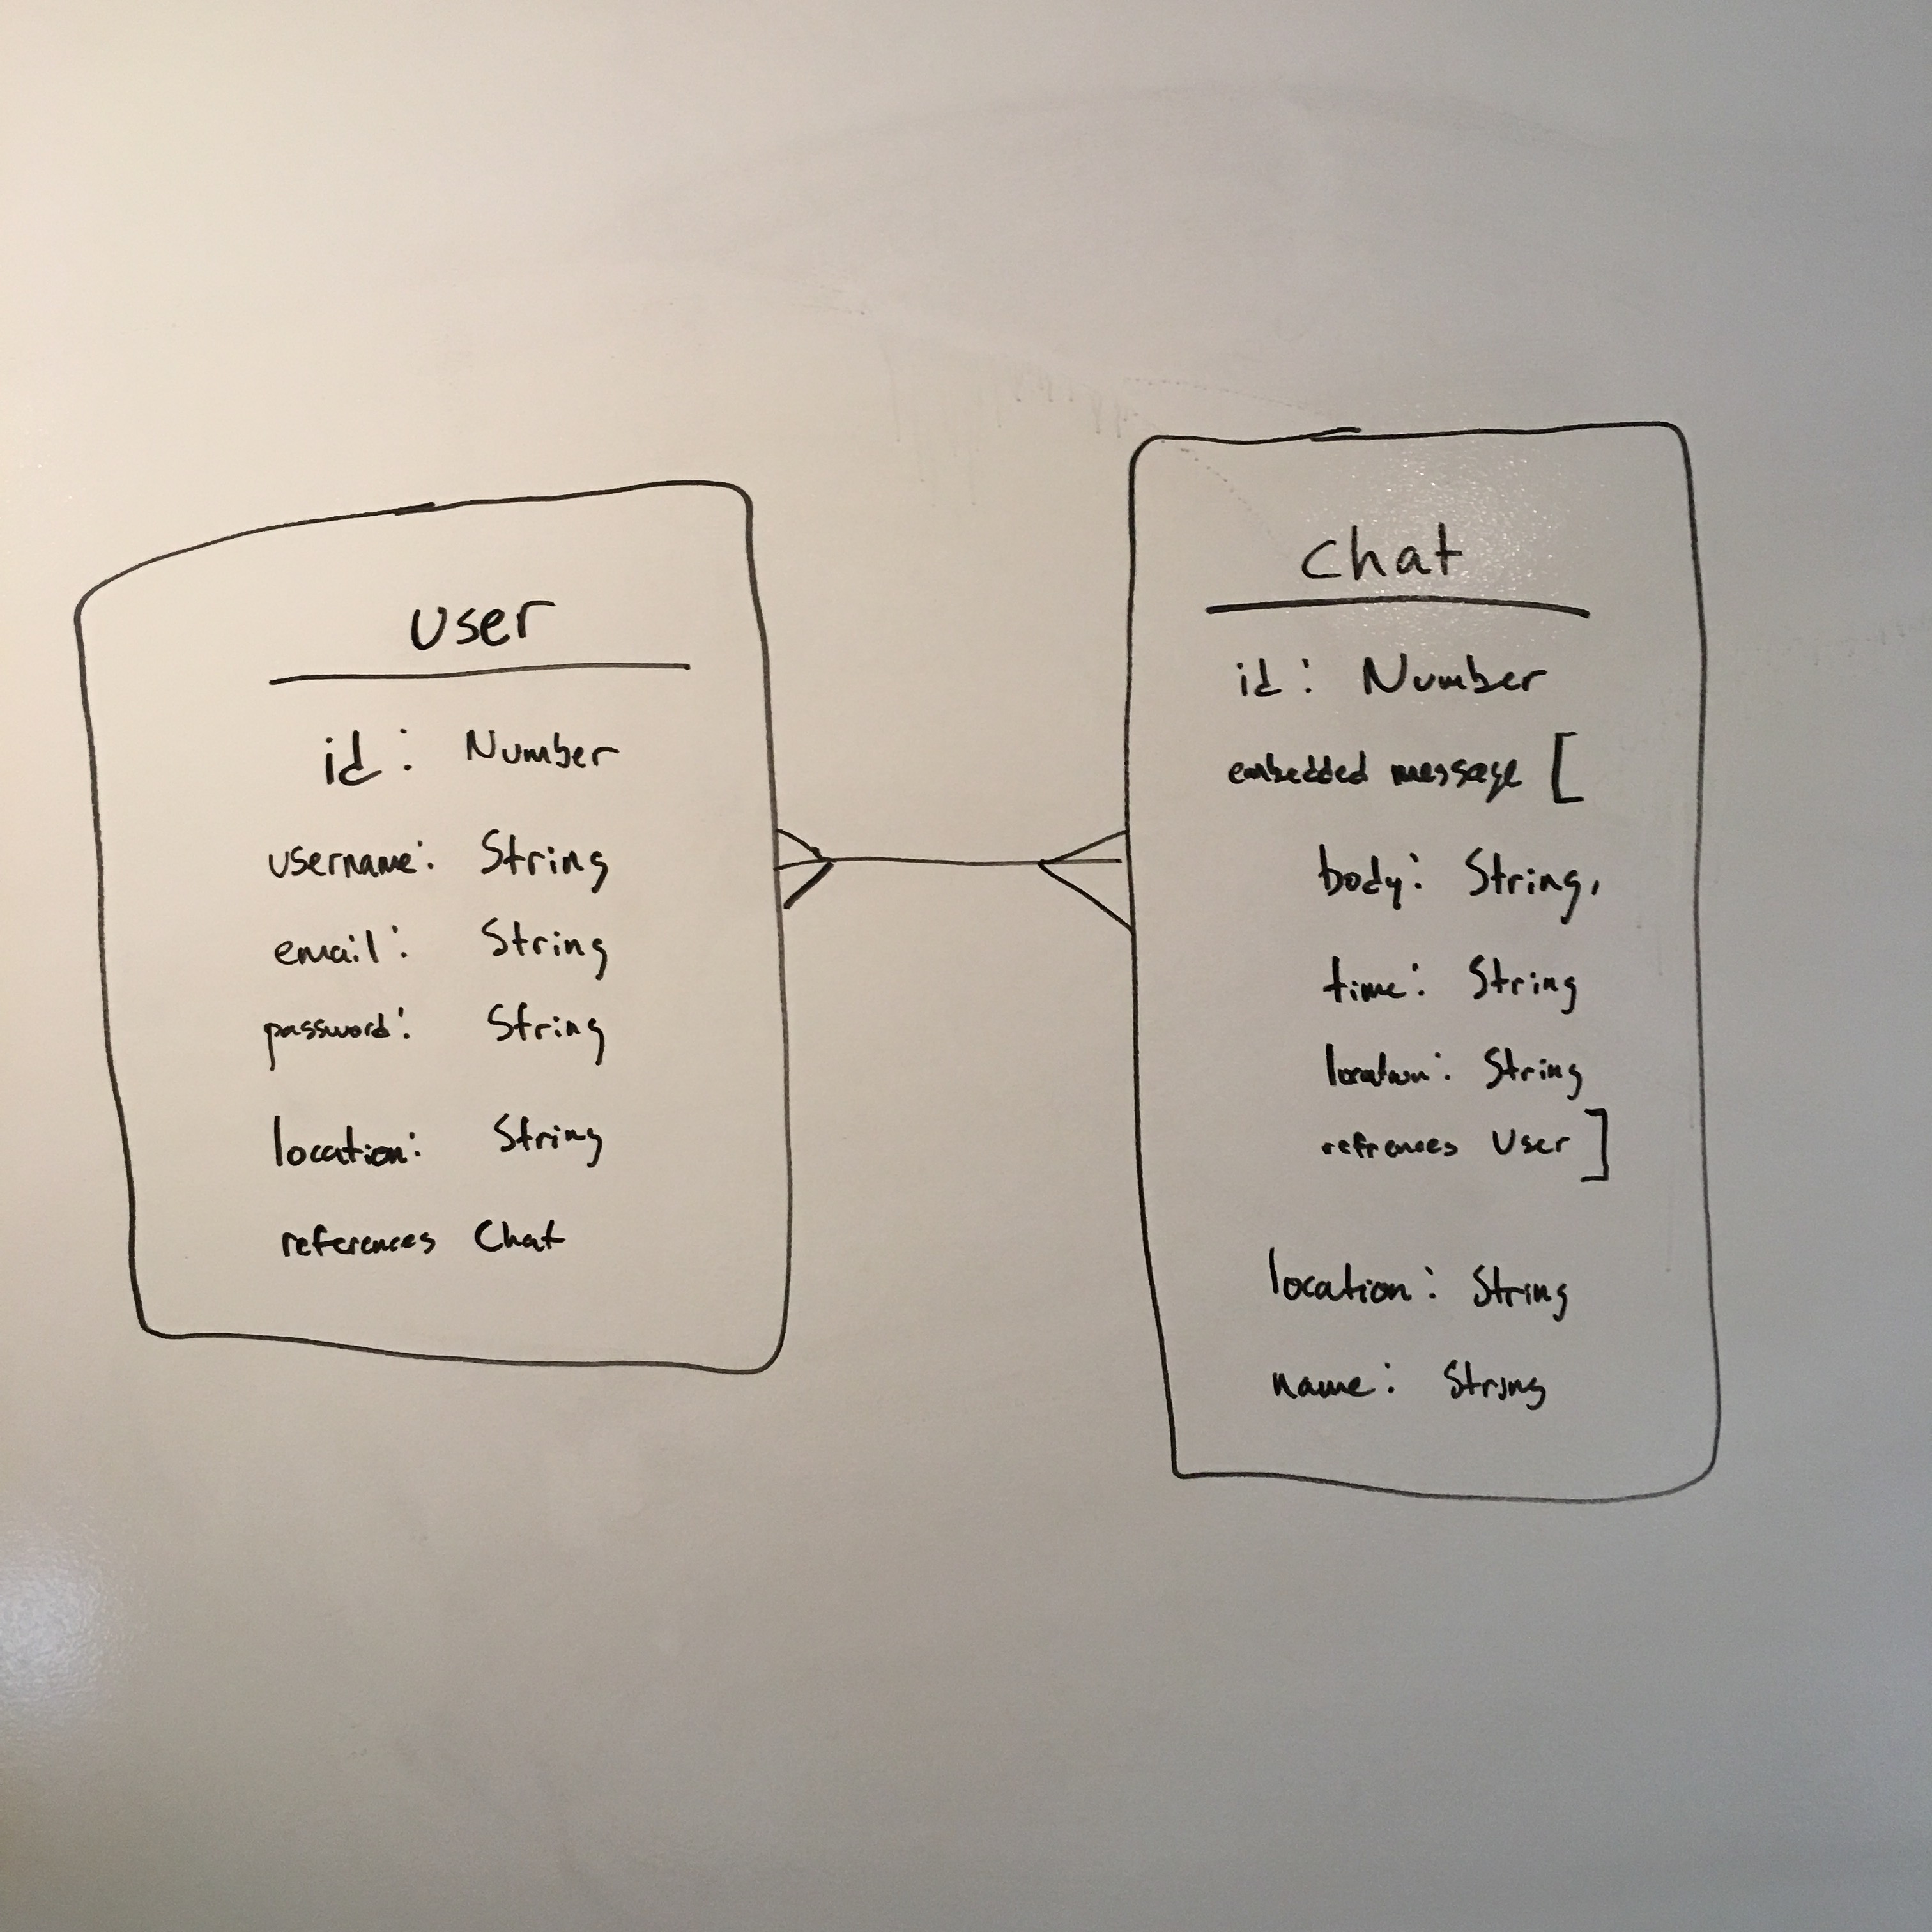 User
id: Number
username: String
email: String
password: String
location: String
references Chat
Chat
id: Number
embedded message [
body: String,
time: String
location: String
refrences User ]
location: String
name: String